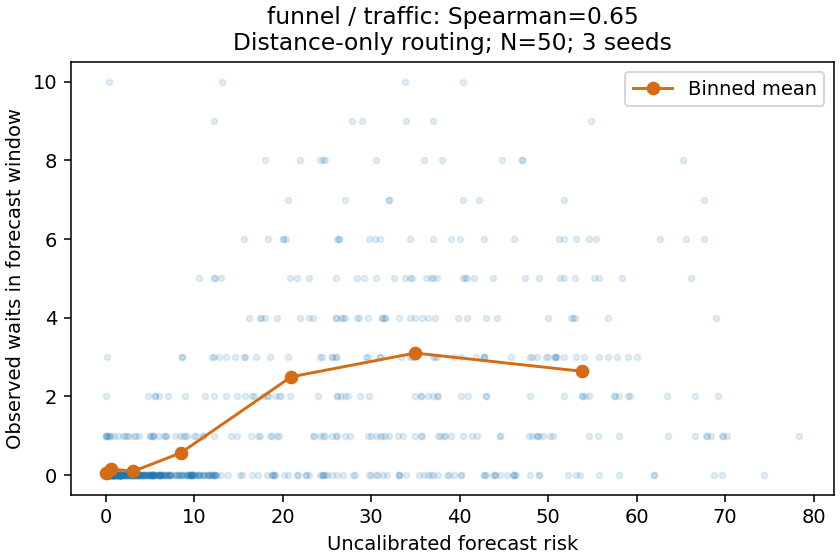 funnel / traffic: Spearman=0.65
Distance-only routing; N=50; 3 seeds
Binned mean
Observed waits in forecast window
10
8
6
4
2
0
0 10 20 30 40 50 60 70 80
Uncalibrated forecast risk